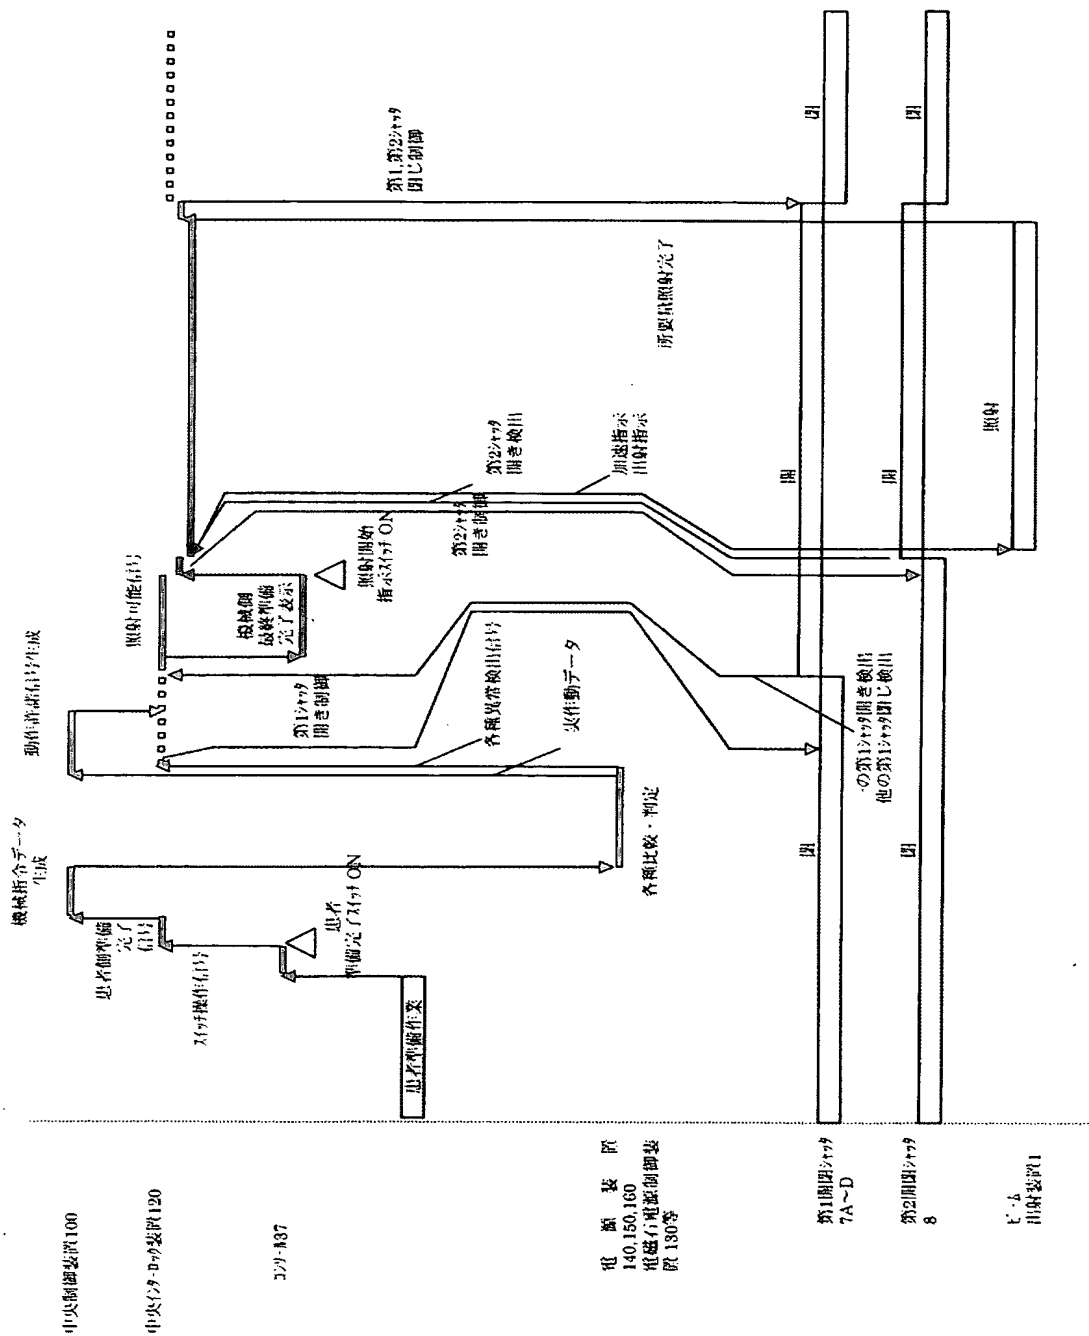 中央制御装置100
中央インターロック装置120
コンソール37
電源装置
140,150,160
電磁石電源制御装
置130等
第1開閉シャッタ
7A～D
第2開閉シャッタ
8
ビーム
出射装置1
機械指令データ
生成
動作許諾信号生成
患者側準備
完了
信号
スイッチ操作信号
患者
準備完了スイッチON
患者準備作業
照射可能信号
第1シャッタ
開き制御
機械側
最終準備
完了表示
照射開始
指示スイッチON
各種異常検出信号
実作動データ
各種比較・判定
第2シャッタ
開き制御
第2シャッタ
開き検出
加速指示
出射指示
一の第1シャッタ開き検出
他の第1シャッタ閉じ検出
所要量照射完了
第1,第2シャッタ
閉じ制御
閉
開
閉
閉
開
閉
照射